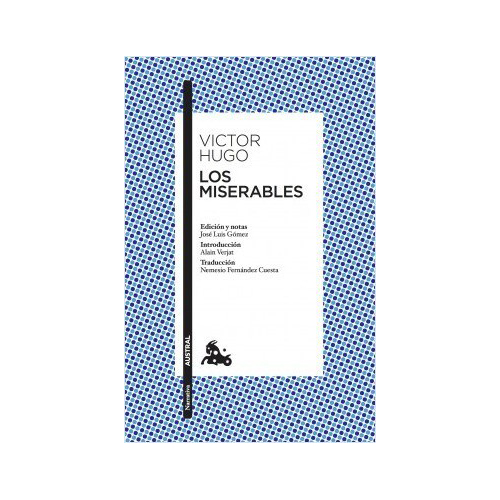 VICTOR
HUGO
LOS
MISERABLES
Edición y notas
José Luis Gómez
Introducción
Alain Verjat
Traducción
Nemesio Fernández Cuesta
AUSTRAL
Narrativa